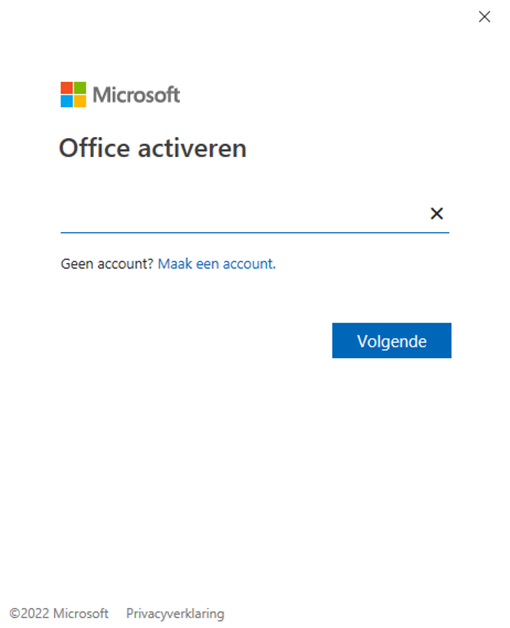 Microsoft
Office activeren
Geen account? Maak een account.
Volgende
©2022 Microsoft Privacyverklaring